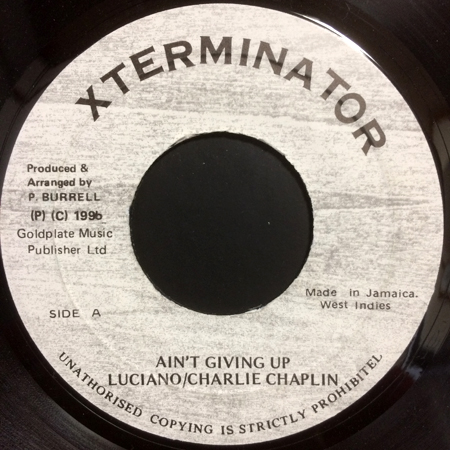 XTERMINATOR
Produced &
Arranged by
P. BURRELL
(P) (C) 199b
Goldplate Music
Publisher Ltd
Made in Jamaica.
West Indies
SIDE A
AIN'T GIVING UP
LUCIANO/CHARLIE CHAPLIN
UNATHORISED COPYING IS STRICTLY PROHIBITEL